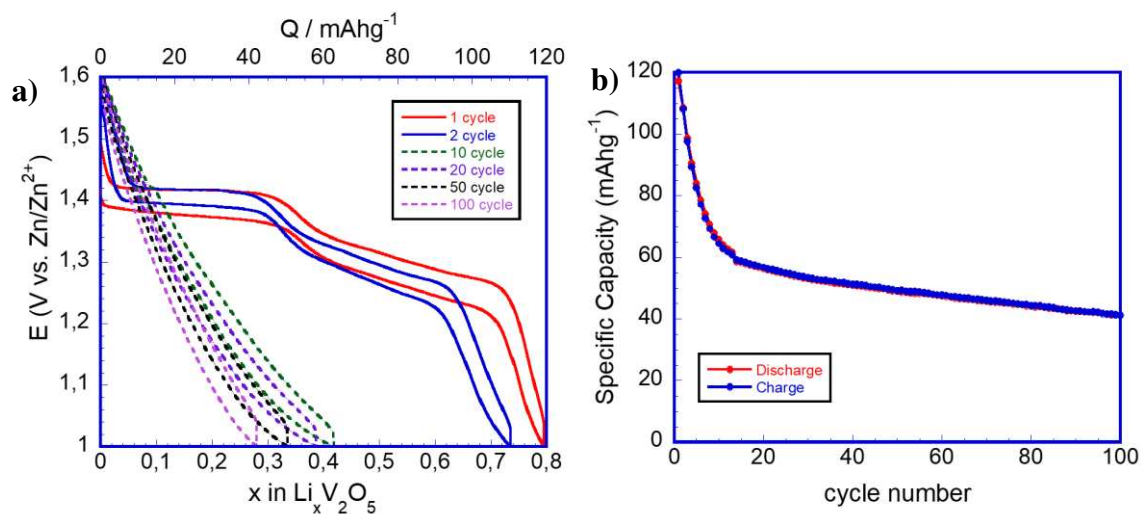 a)
Q / mAhg⁻¹
0 20 40 60 80 100 120
E (V vs. Zn/Zn²⁺)
1,6
1,5
1,4
1,3
1,2
1,1
1
1 cycle
2 cycle
10 cycle
20 cycle
50 cycle
100 cycle
0 0,1 0,2 0,3 0,4 0,5 0,6 0,7 0,8
x in LiₓV₂O₅
b)
Specific Capacity (mAhg⁻¹)
120
100
80
60
40
20
0
Discharge
Charge
0 20 40 60 80 100
cycle number